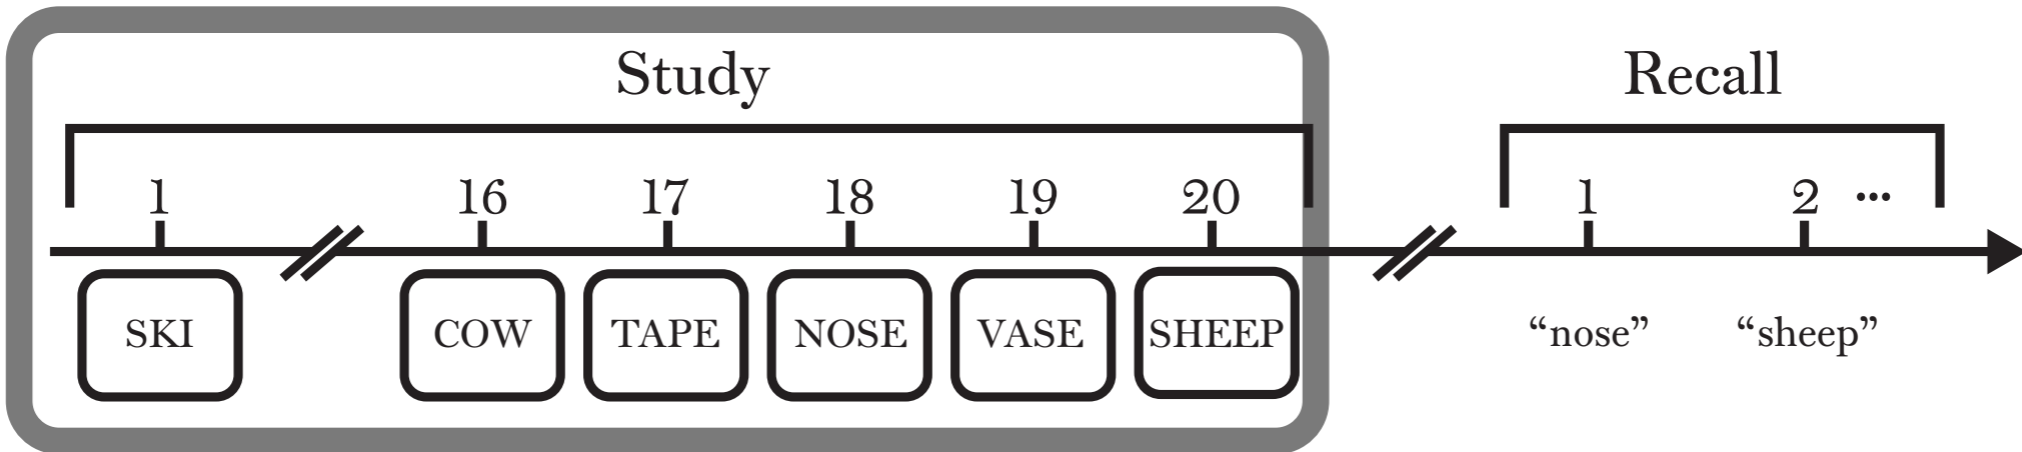 Study
Recall
1 16 17 18 19 20 1 2 ...
SKI COW TAPE NOSE VASE SHEEP “nose” “sheep”